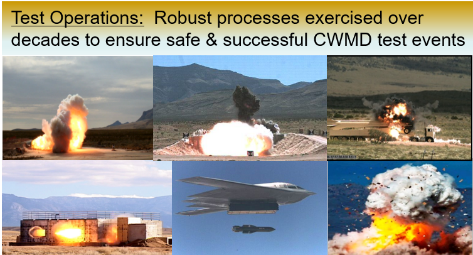 Test Operations: Robust processes exercised over
decades to ensure safe & successful CWMD test events